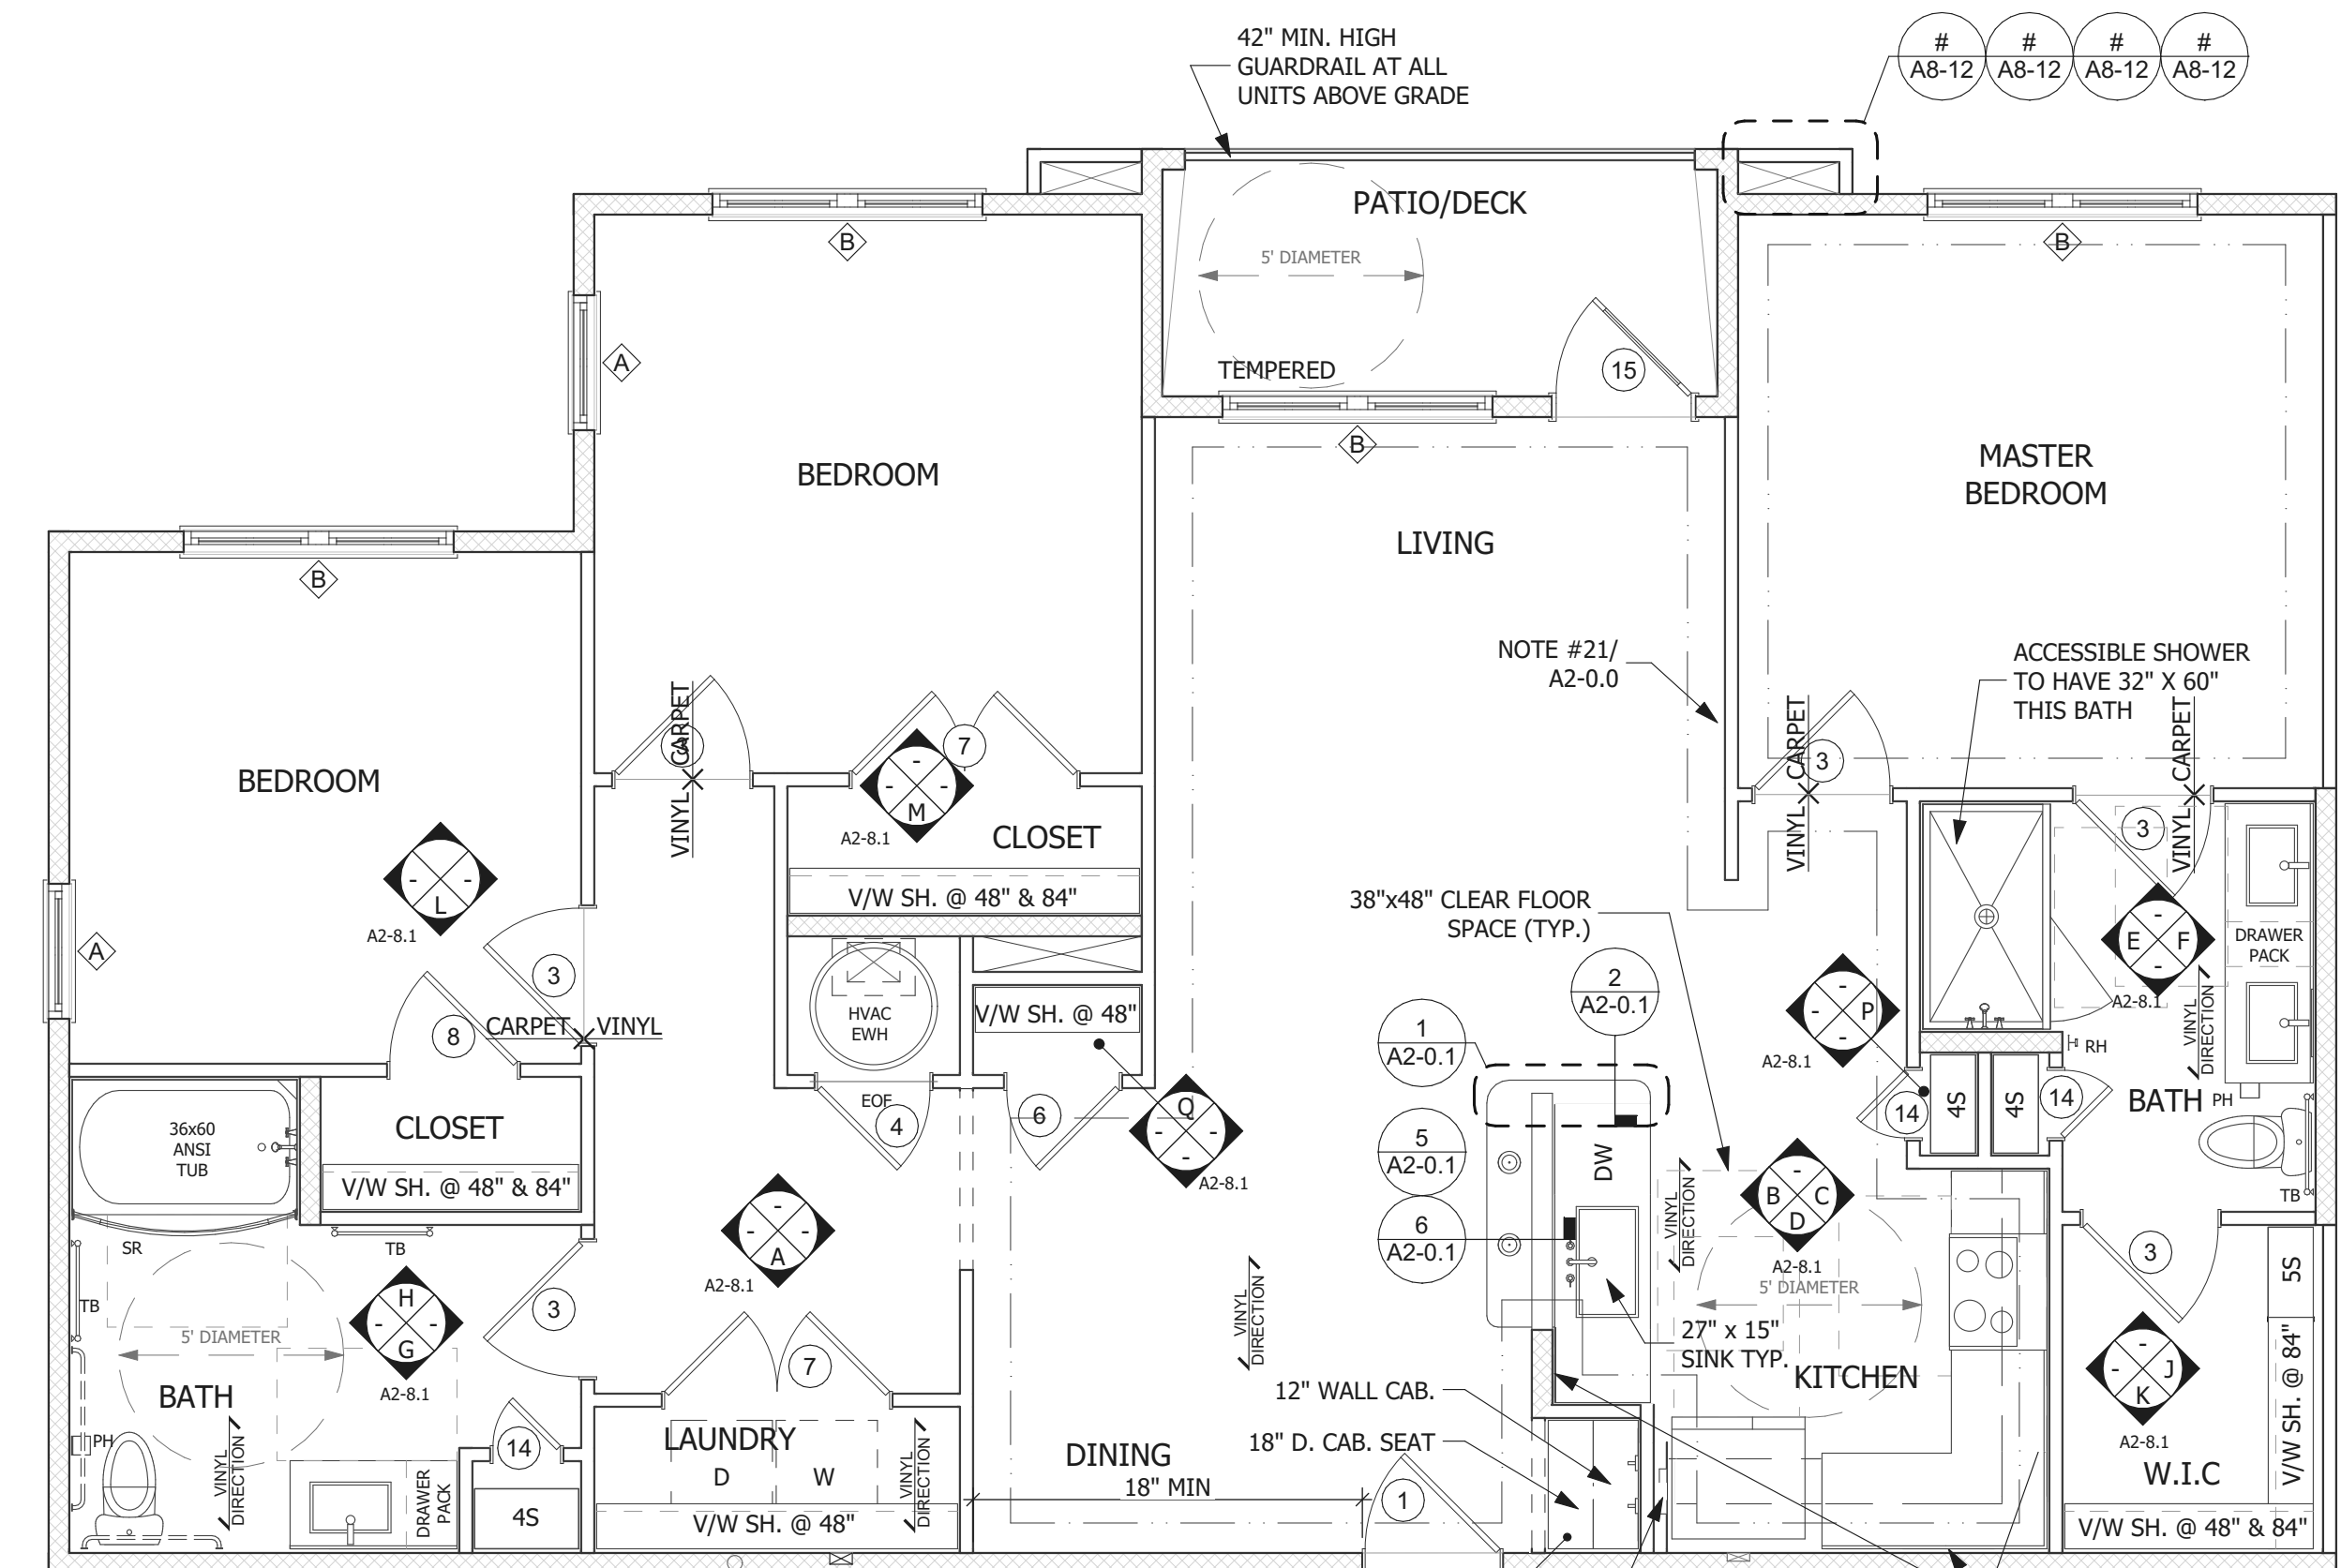 42" MIN. HIGH
GUARDRAIL AT ALL
UNITS ABOVE GRADE
# # # #
A8-12 A8-12 A8-12 A8-12
PATIO/DECK
5' DIAMETER
TEMPERED
15
B
B
B
B
A
A
BEDROOM
BEDROOM
LIVING
MASTER
BEDROOM
NOTE #21/
A2-0.0
ACCESSIBLE SHOWER
TO HAVE 32" X 60"
THIS BATH
CARPET
VINYL
3
CARPET
VINYL
3
CARPET
VINYL
3
7
- - -
M
A2-8.1
CLOSET
V/W SH. @ 48" & 84"
- - -
L
A2-8.1
3
8
CARPET VINYL
HVAC
EWH
V/W SH. @ 48"
EOF
4
6
Q
- - -
A2-8.1
38"x48" CLEAR FLOOR
SPACE (TYP.)
2
A2-0.1
1
A2-0.1
5
A2-0.1
6
A2-0.1
-
- P
-
A2-8.1
-
E F
-
A2-8.1
DRAWER
PACK
VINYL
DIRECTION
RH
BATH
PH
TB
14
4S
4S
14
DW
VINYL
DIRECTION
-
B C
D
A2-8.1
5' DIAMETER
27" x 15"
SINK TYP.
KITCHEN
36x60
ANSI
TUB
CLOSET
V/W SH. @ 48" & 84"
SR
TB
TB
5' DIAMETER
H
- -
G
A2-8.1
3
BATH
PH
VINYL
DIRECTION
DRAWER
PACK
14
4S
- - -
A
A2-8.1
7
LAUNDRY
D
W
V/W SH. @ 48"
VINYL
DIRECTION
VINYL
DIRECTION
DINING
18" MIN
12" WALL CAB.
18" D. CAB. SEAT
1
3
5S
V/W SH. @ 84"
-
- J
K
A2-8.1
W.I.C
V/W SH. @ 48" & 84"